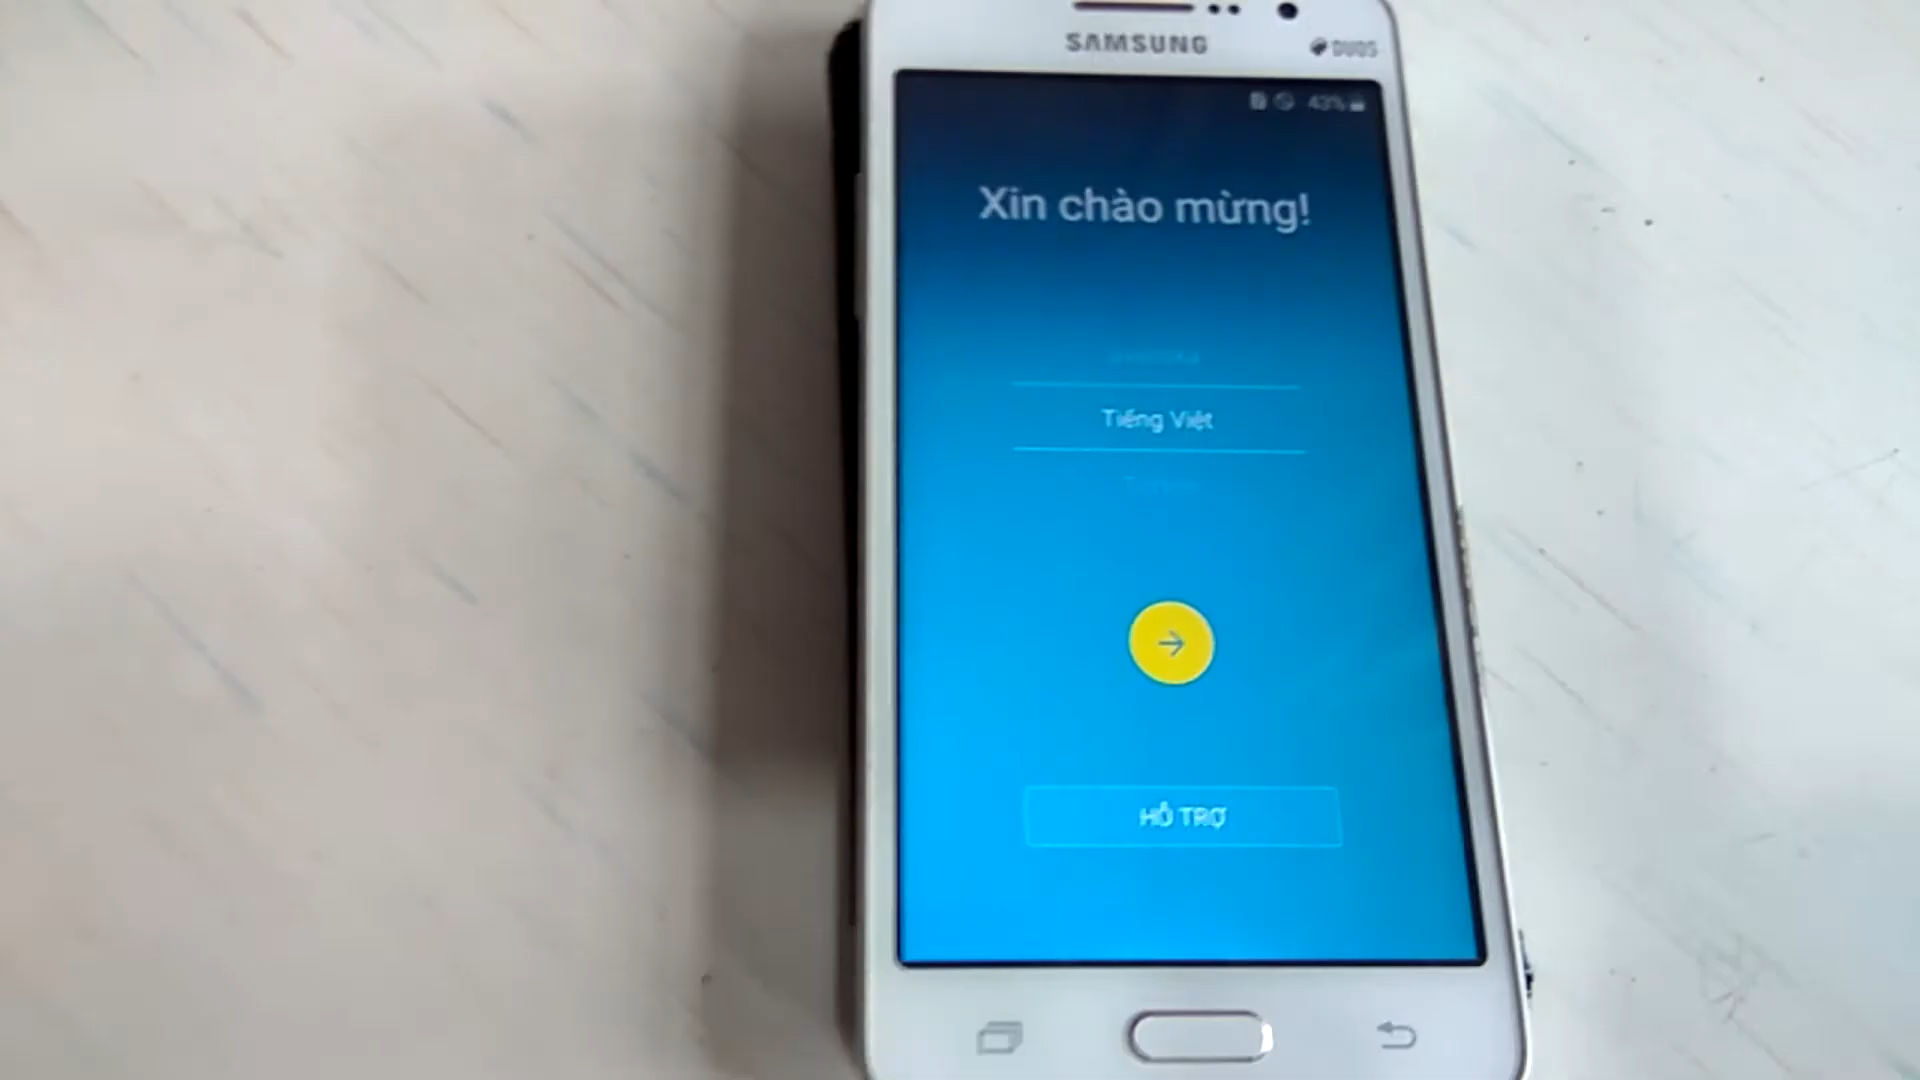 SAMSUNG
DUOS
43%
Xin chào mừng!
Tiếng Việt
HỖ TRỢ